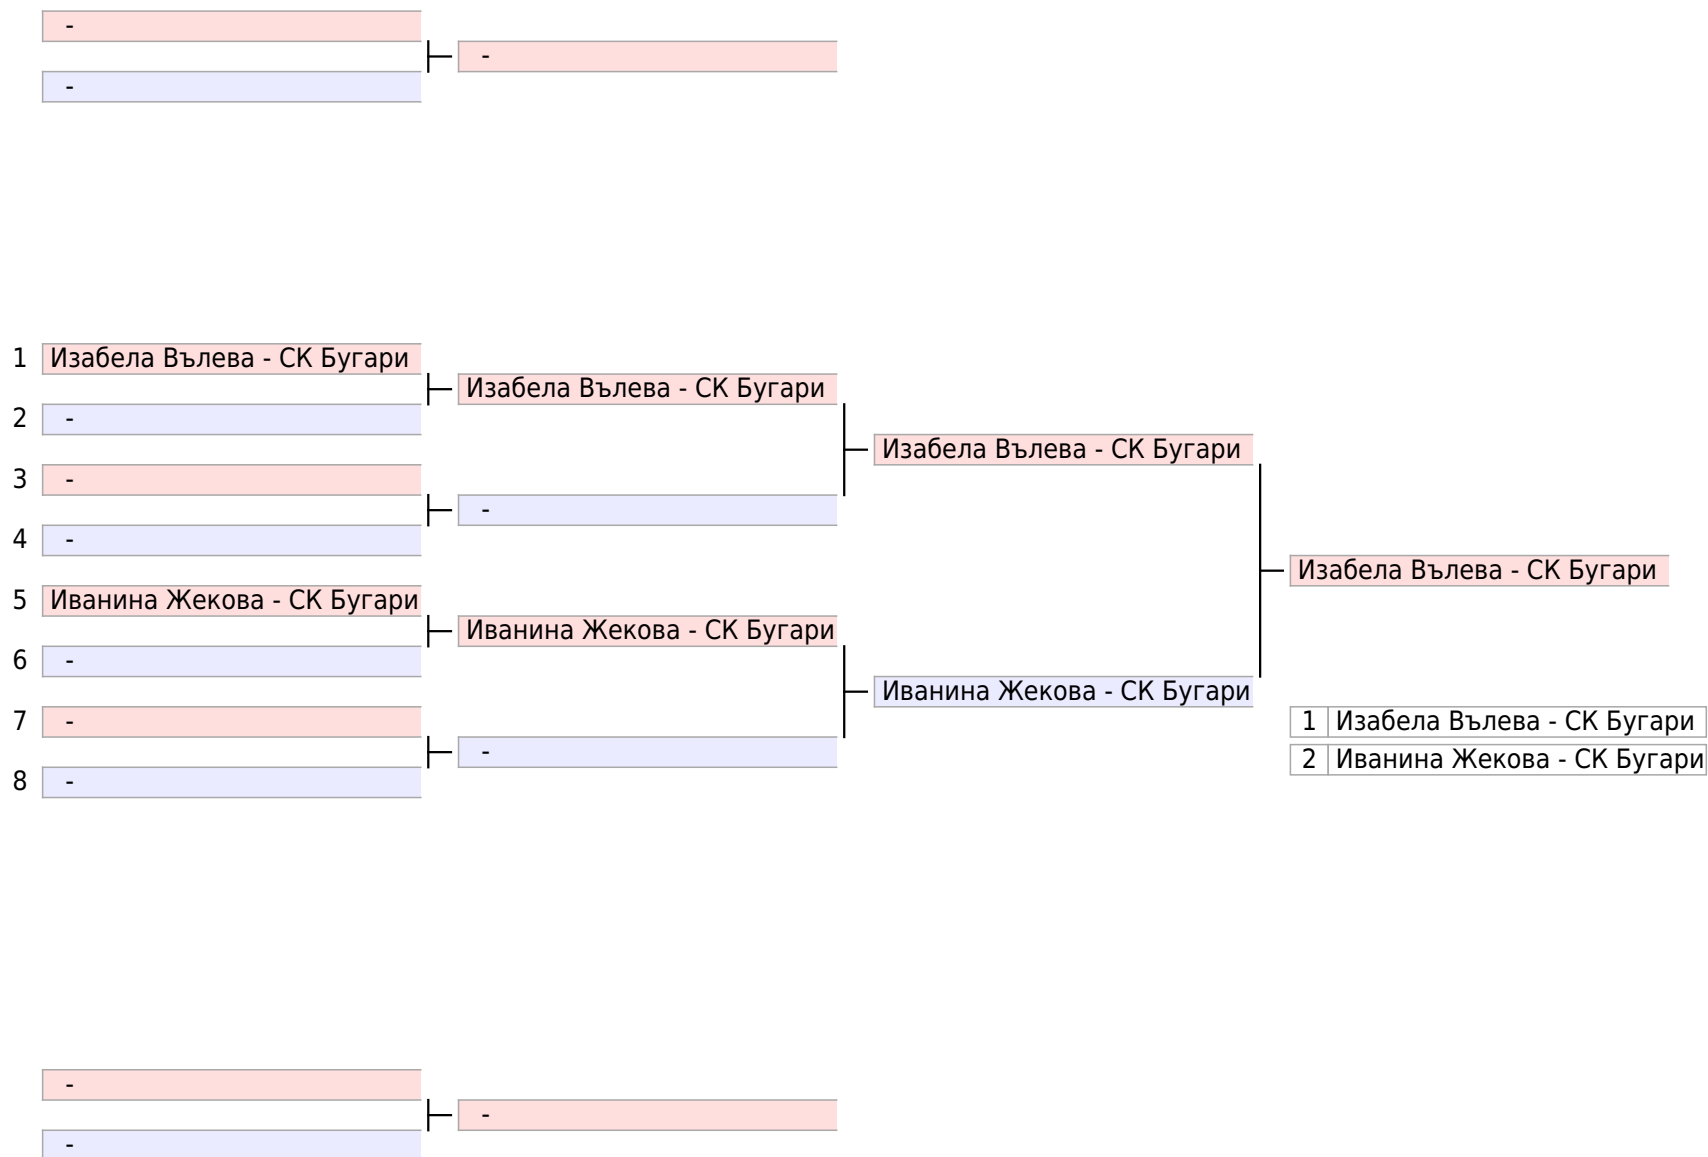 -
-
-
1 Изабела Вълева - СК Бугари
Изабела Вълева - СК Бугари
2 -
Изабела Вълева - СК Бугари
3 -
-
4 -
Изабела Вълева - СК Бугари
5 Иванина Жекова - СК Бугари
Иванина Жекова - СК Бугари
6 -
Иванина Жекова - СК Бугари
7 -
1 Изабела Вълева - СК Бугари
-
2 Иванина Жекова - СК Бугари
8 -
-
-
-